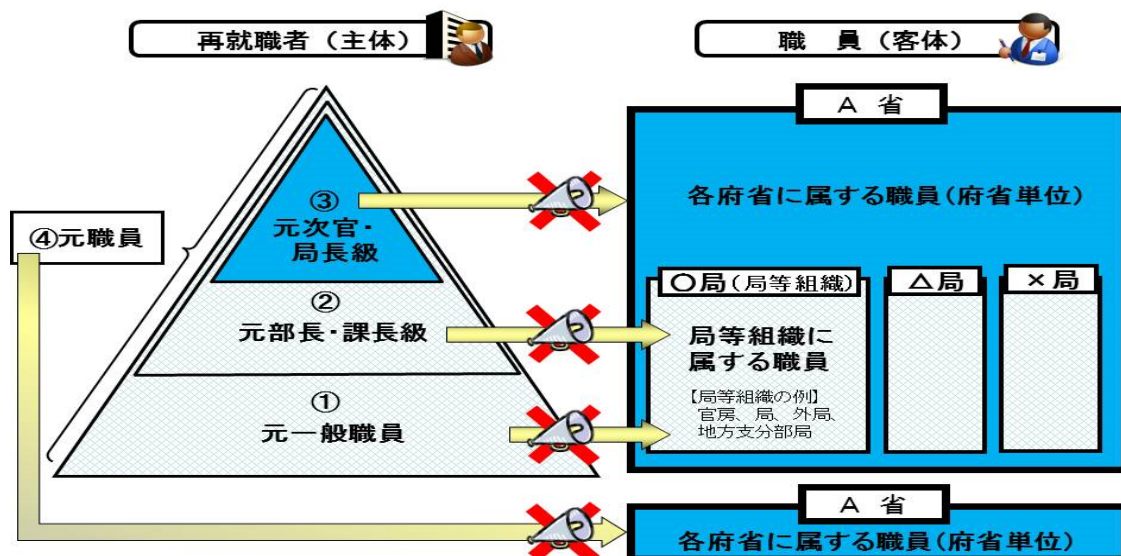 再就職者（主体）
職　員（客体）
③
元次官・
局長級
②
元部長・課長級
①
元一般職員
④元職員
Ａ 省
各府省に属する職員（府省単位）
〇局（局等組織）
△局
×局
局等組織に
属する職員
【局等組織の例】
官房、局、外局、
地方支分部局
Ａ 省
各府省に属する職員（府省単位）